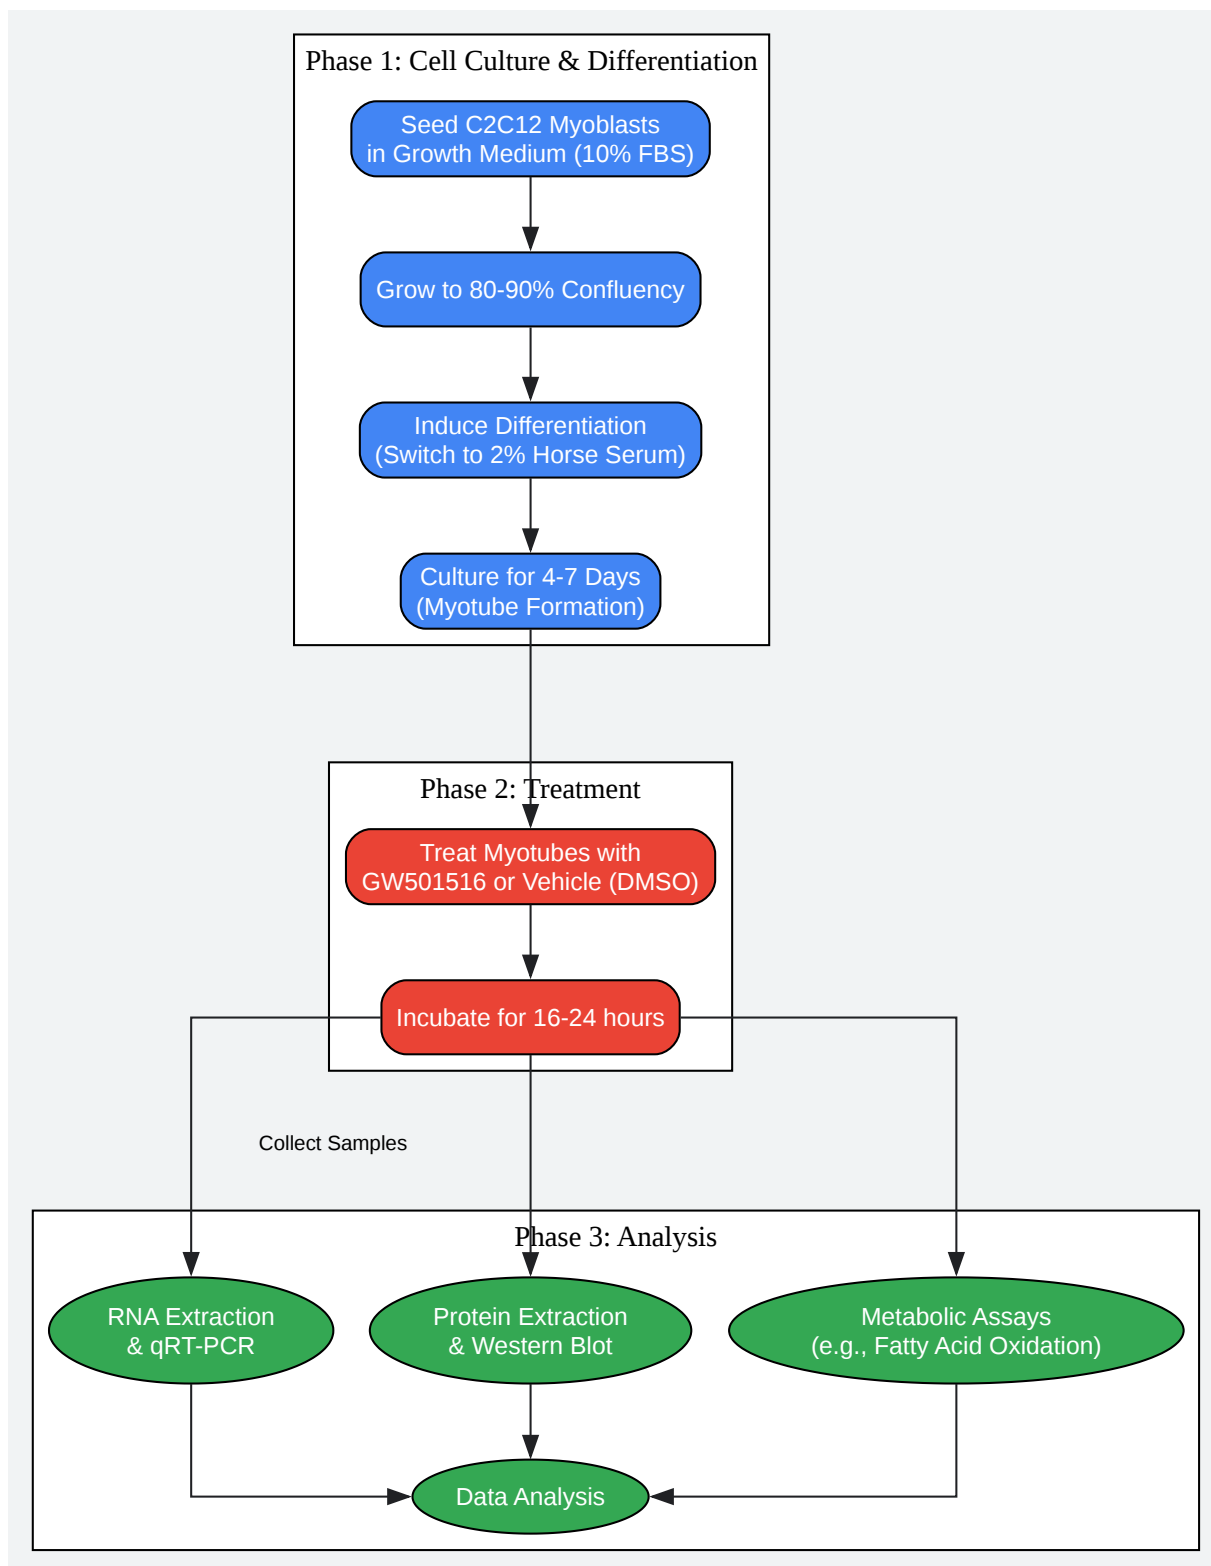 Phase 1: Cell Culture & Differentiation
Seed C2C12 Myoblasts
in Growth Medium (10% FBS)
Grow to 80-90% Confluency
Induce Differentiation
(Switch to 2% Horse Serum)
Culture for 4-7 Days
(Myotube Formation)
Phase 2: Treatment
Treat Myotubes with
GW501516 or Vehicle (DMSO)
Incubate for 16-24 hours
Collect Samples
Phase 3: Analysis
RNA Extraction
& qRT-PCR
Protein Extraction
& Western Blot
Metabolic Assays
(e.g., Fatty Acid Oxidation)
Data Analysis